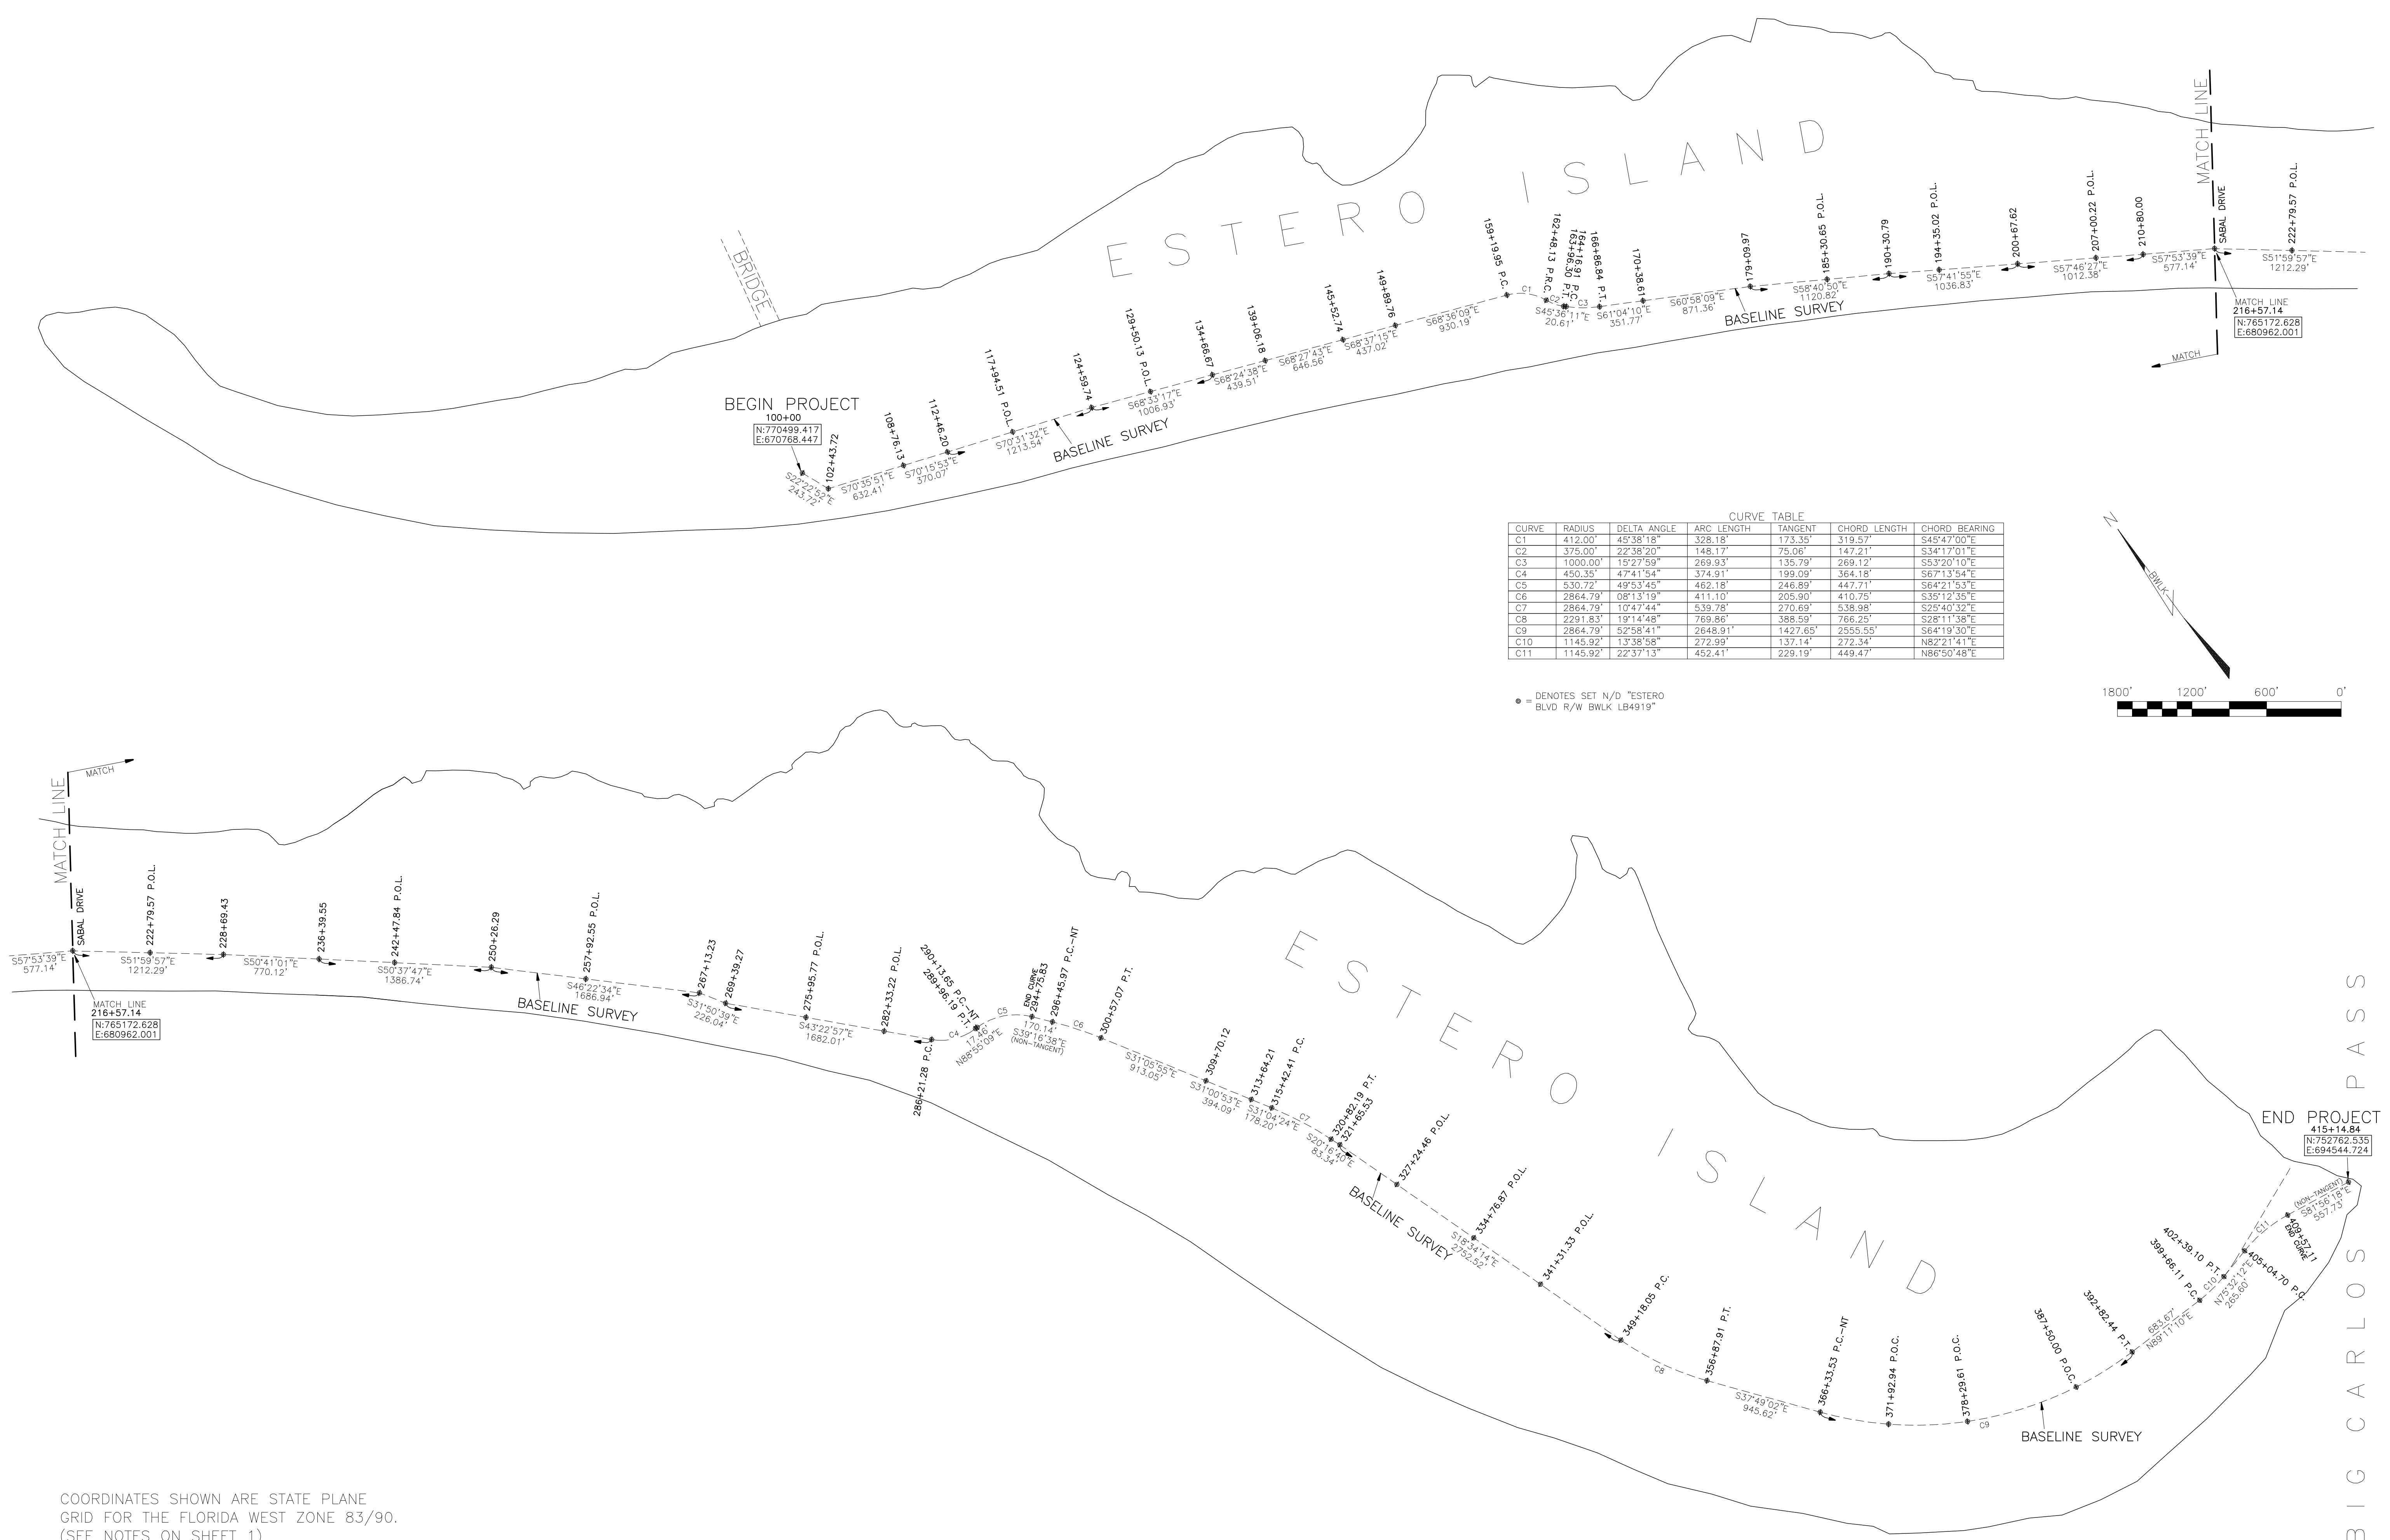 ESTERO ISLAND
BRIDGE
BEGIN PROJECT
100+00
N:770499.417
E:670768.447
102+43.72
108+76.13
112+46.20
117+94.51 P.O.L.
124+59.74
129+50.13 P.O.L.
134+66.67
139+06.18
145+52.74
149+89.76
159+19.95 P.C.
162+48.13 P.R.C.
163+96.30 P.T.
164+16.91 P.C.
166+86.84 P.T.
170+38.61
179+09.97
185+30.65 P.O.L.
190+30.79
194+35.02 P.O.L.
200+67.62
207+00.22 P.O.L.
210+80.00
SABAL DRIVE
222+79.57 P.O.L.
MATCH LINE
S22°22'52"E
243.72'
S70°35'51"E
632.41'
S70°15'53"E
370.07'
S70°31'32"E
1213.54'
BASELINE SURVEY
S68°33'17"E
1006.93'
S68°24'38"E
439.51'
S68°27'43"E
646.56'
S68°37'15"E
437.02'
S68°36'09"E
930.19'
C1
C2
S45°36'11"E
20.61'
C3
S61°04'10"E
351.77'
S60°58'09"E
871.36'
BASELINE SURVEY
S58°40'50"E
1120.82'
S57°41'55"E
1036.83'
S57°46'27"E
1012.38'
S57°53'39"E
577.14'
S51°59'57"E
1212.29'
MATCH LINE
216+57.14
N:765172.628
E:680962.001
MATCH
CURVE TABLE
CURVE RADIUS DELTA ANGLE ARC LENGTH TANGENT CHORD LENGTH CHORD BEARING
C1 412.00' 45°38'18" 328.18' 173.35' 319.57' S45°47'00"E
C2 375.00' 22°38'20" 148.17' 75.06' 147.21' S34°17'01"E
C3 1000.00' 15°27'59" 269.93' 135.79' 269.12' S53°20'10"E
C4 450.35' 47°41'54" 374.91' 199.09' 364.18' S67°13'54"E
C5 530.72' 49°53'45" 462.18' 246.89' 447.71' S64°21'53"E
C6 2864.79' 08°13'19" 411.10' 205.90' 410.75' S35°12'35"E
C7 2864.79' 10°47'44" 539.78' 270.69' 538.98' S25°40'32"E
C8 2291.83' 19°14'48" 769.86' 388.59' 766.25' S28°11'38"E
C9 2864.79' 52°58'41" 2648.91' 1427.65' 2555.55' S64°19'30"E
C10 1145.92' 13°38'58" 272.99' 137.14' 272.34' N82°21'41"E
C11 1145.92' 22°37'13" 452.41' 229.19' 449.47' N86°50'48"E
= DENOTES SET N/D "ESTERO
BLVD R/W BWLK LB4919"
N
BWLK
1800' 1200' 600' 0'
MATCH
MATCH LINE
SABAL DRIVE
222+79.57 P.O.L.
228+69.43
236+39.55
242+47.84 P.O.L.
250+26.29
257+92.55 P.O.L.
267+13.23
269+39.27
275+95.77 P.O.L.
282+33.22 P.O.L.
286+21.28 P.C.
289+96.19 P.T.
290+13.65 P.C.-NT
END CURVE
294+75.83
296+45.97 P.C.-NT
300+57.07 P.T.
309+70.12
313+64.21
315+42.41 P.C.
320+82.19 P.T.
321+65.53
327+24.46 P.O.L.
334+76.87 P.O.L.
341+31.33 P.O.L.
349+18.05 P.C.
356+87.91 P.T.
366+33.53 P.C.-NT
371+92.94 P.O.C.
378+29.61 P.O.C.
387+50.00 P.O.C.
392+82.44 P.T.
399+66.11 P.C.
402+39.10 P.T.
405+04.70 P.C.
409+57.11
END CURVE
S57°53'39"E
577.14'
MATCH LINE
216+57.14
N:765172.628
E:680962.001
S51°59'57"E
1212.29'
S50°41'01"E
770.12'
S50°37'47"E
1386.74'
BASELINE SURVEY
S46°22'34"E
1686.94'
S31°50'39"E
226.04'
S43°22'57"E
1682.01'
C4
17.46'
N88°55'09"E
C5
170.14'
S39°16'38"E
(NON-TANGENT)
C6
S31°05'55"E
913.05'
S31°00'53"E
394.09'
S31°04'24"E
178.20'
C7
S20°16'40"E
83.34'
BASELINE SURVEY
S18°34'14"E
2752.52'
C8
S37°49'02"E
945.62'
C9
BASELINE SURVEY
683.67'
N89°11'10"E
C10
N75°32'12"E
265.60'
C11
(NON-TANGENT)
S81°56'18"E
557.73'
END PROJECT
415+14.84
N:752762.535
E:694544.724
ESTERO ISLAND
BIG CARLOS PASS
COORDINATES SHOWN ARE STATE PLANE
GRID FOR THE FLORIDA WEST ZONE 83/90.
(SEE NOTES ON SHEET 1)